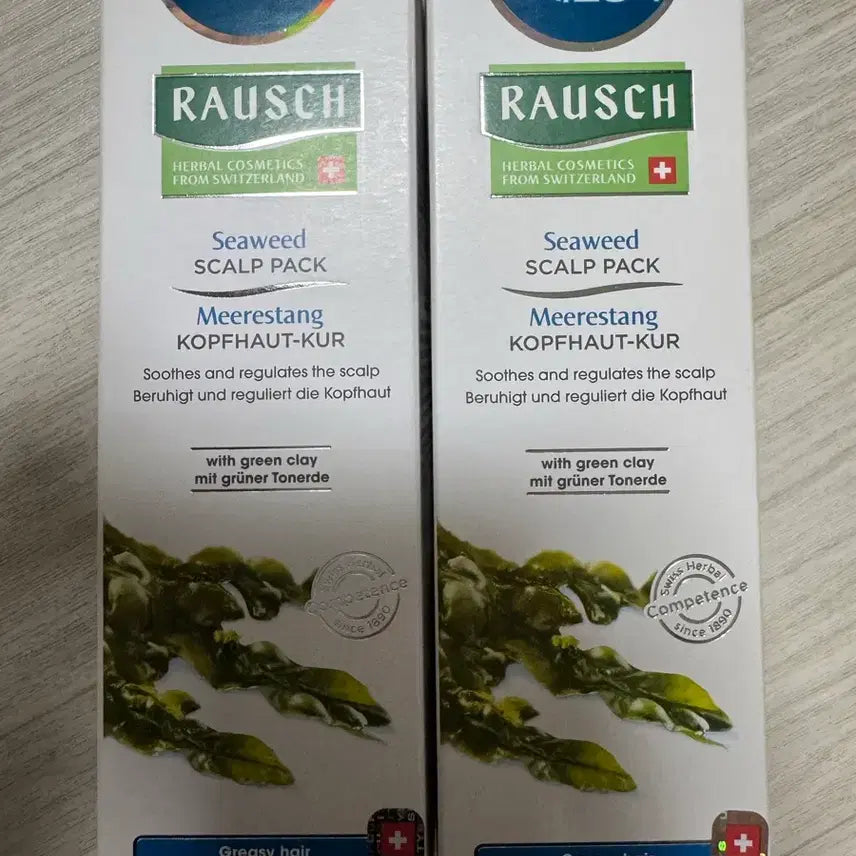 RAUSCH
HERBAL COSMETICS
FROM SWITZERLAND
Seaweed
SCALP PACK
Meerestang
KOPFHAUT-KUR
Soothes and regulates the scalp
Beruhigt und reguliert die Kopfhaut
with green clay
mit grüner Tonerde
Swiss Herbal
Competence
since 1890
Greasy hair
RAUSCH
HERBAL COSMETICS
FROM SWITZERLAND
Seaweed
SCALP PACK
Meerestang
KOPFHAUT-KUR
Soothes and regulates the scalp
Beruhigt und reguliert die Kopfhaut
with green clay
mit grüner Tonerde
Swiss Herbal
Competence
since 1890